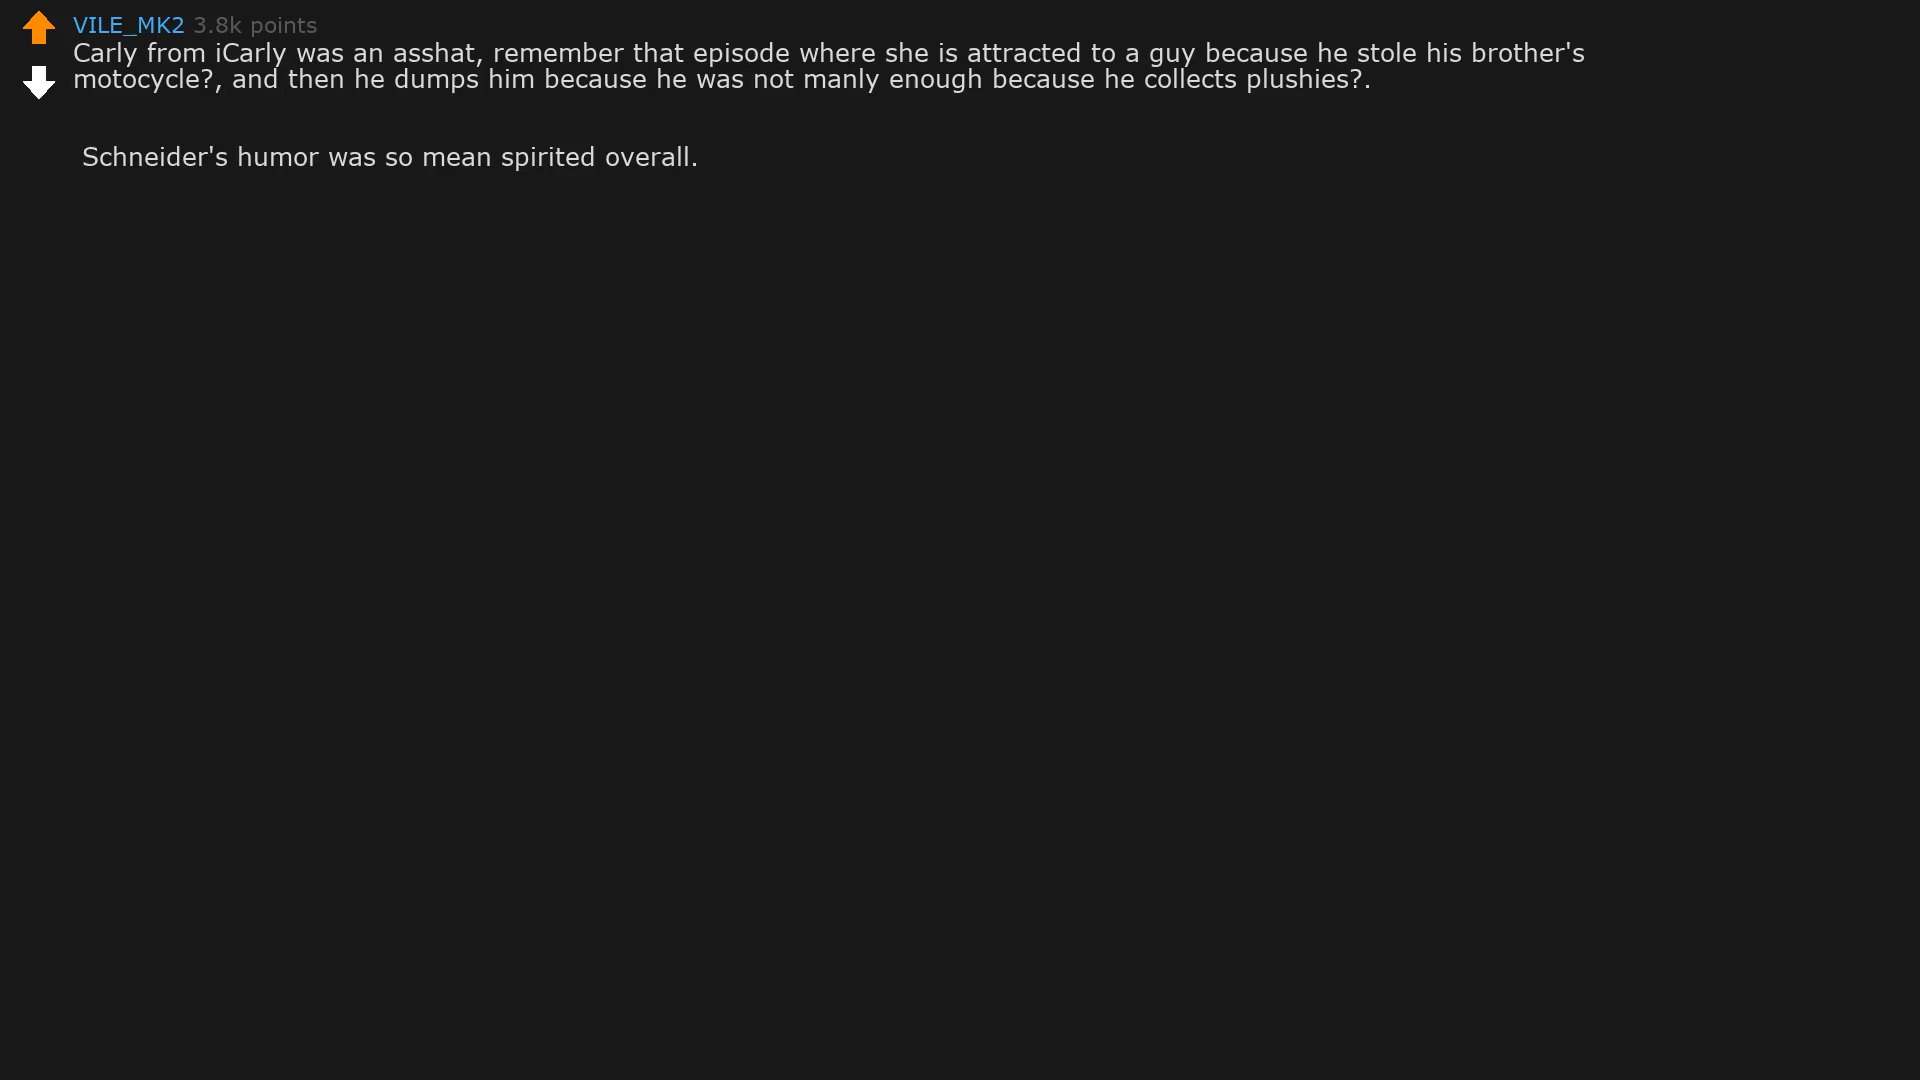 VILE_MK2 3.8k points
Carly from iCarly was an asshat, remember that episode where she is attracted to a guy because he stole his brother's
motocycle?, and then he dumps him because he was not manly enough because he collects plushies?.
Schneider's humor was so mean spirited overall.